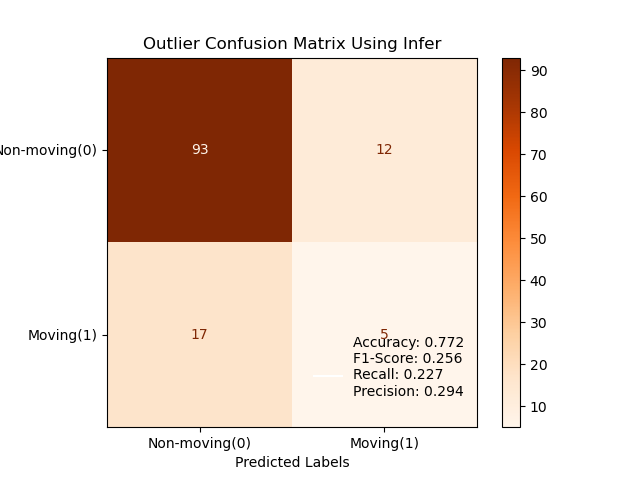 Outlier Confusion Matrix Using Infer
90
80
70
60
50
40
30
20
10
Non-moving(0)
93
12
Moving(1)
17
5
Accuracy: 0.772
F1-Score: 0.256
Recall: 0.227
Precision: 0.294
Non-moving(0)
Moving(1)
Predicted Labels